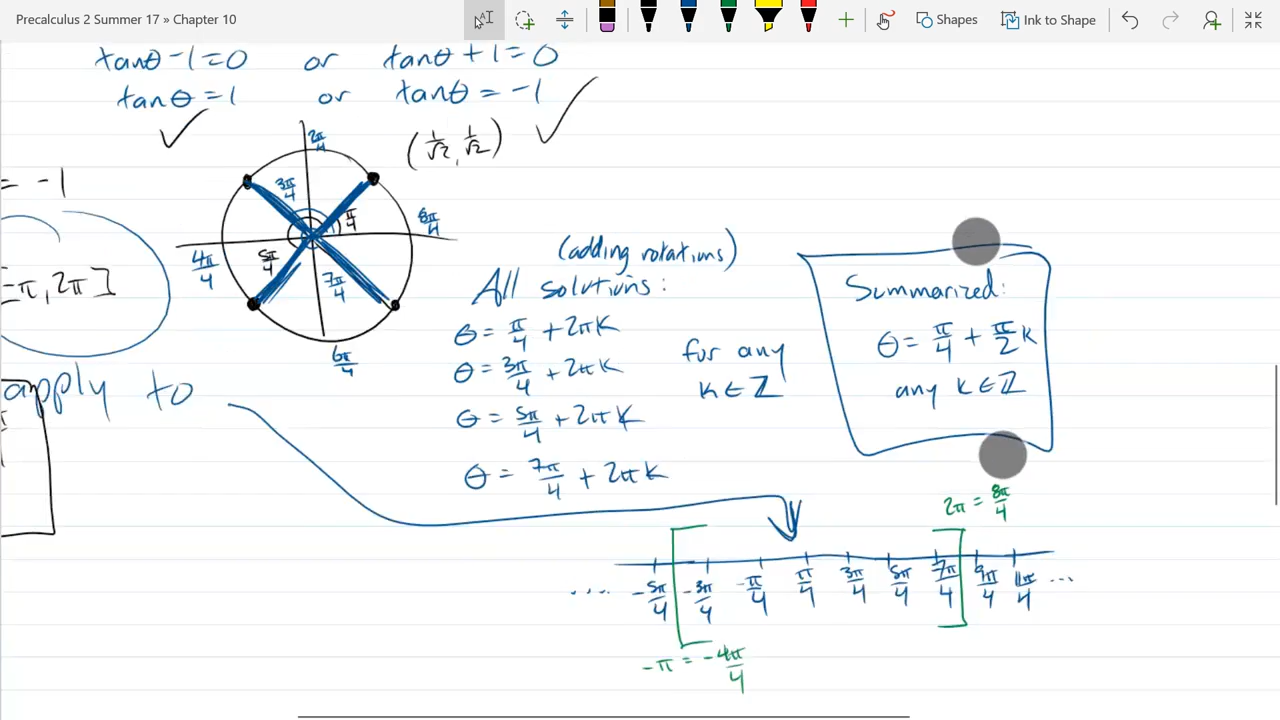 Precalculus 2 Summer 17 » Chapter 10
Shapes
Ink to Shape
tanθ - 1 = 0 or tanθ + 1 = 0
tanθ = 1 or tanθ = -1
(1/√2, 1/√2)
= -1
2π/4
3π/4
π/4
8π/4
4π/4
5π/4
7π/4
6π/4
-π, 2π]
apply to
(adding rotations)
All solutions:
θ = π/4 + 2πk
θ = 3π/4 + 2πk
θ = 5π/4 + 2πk
θ = 7π/4 + 2πk
for any
k ∈ ℤ
Summarized:
θ = π/4 + π/2 k
any k ∈ ℤ
2π = 8π/4
.... -5π/4 -3π/4 -π/4 π/4 3π/4 5π/4 7π/4 9π/4 11π/4 ...
-π = -4π/4